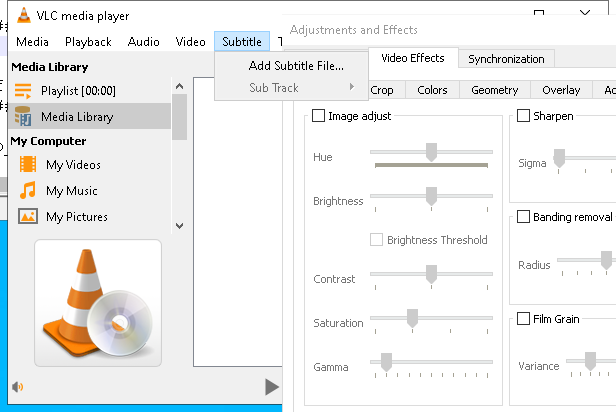 VLC media player
Media Playback Audio Video Subtitle
Add Subtitle File...
Sub Track
Media Library
Playlist [00:00]
Media Library
My Computer
My Videos
My Music
My Pictures
Adjustments and Effects
Video Effects Synchronization
Crop Colors Geometry Overlay
Image adjust
Hue
Brightness
Brightness Threshold
Contrast
Saturation
Gamma
Sharpen
Sigma
Banding removal
Radius
Film Grain
Variance